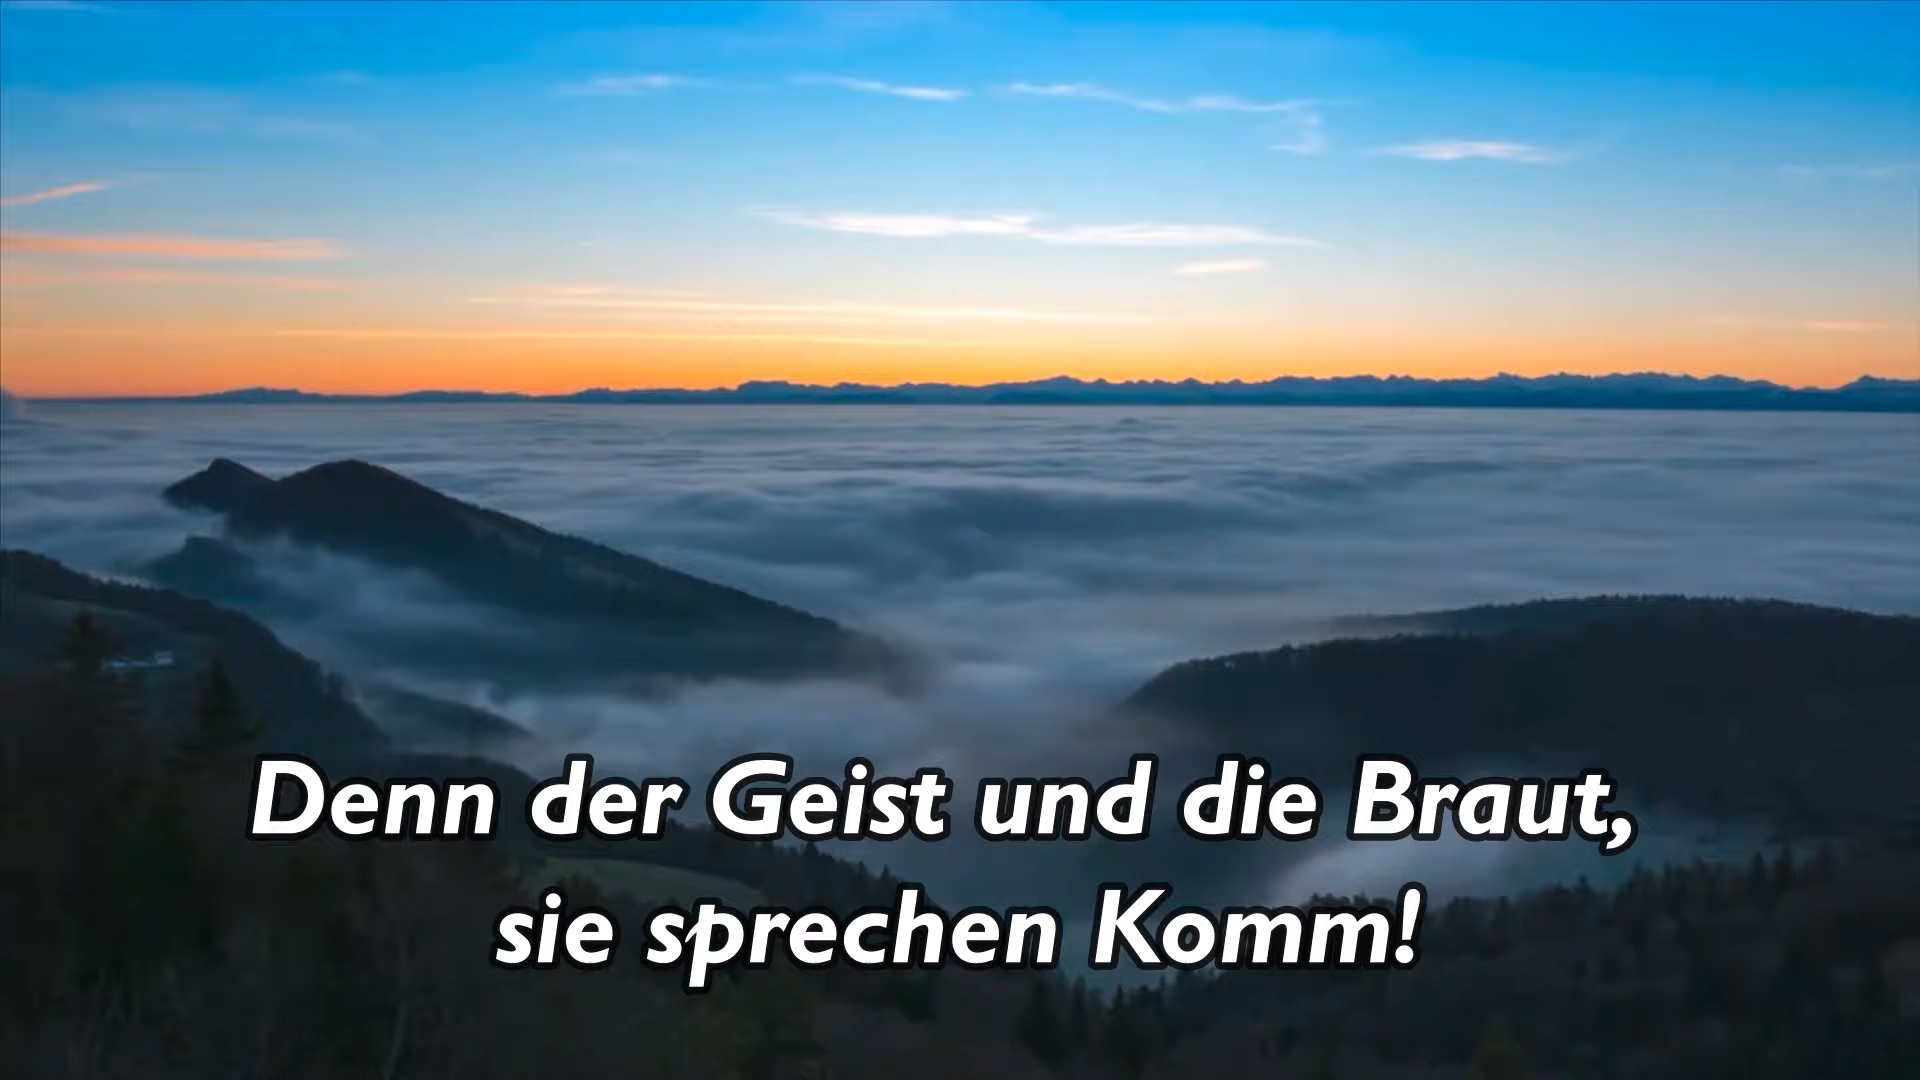 Denn der Geist und die Braut,
sie sprechen Komm!